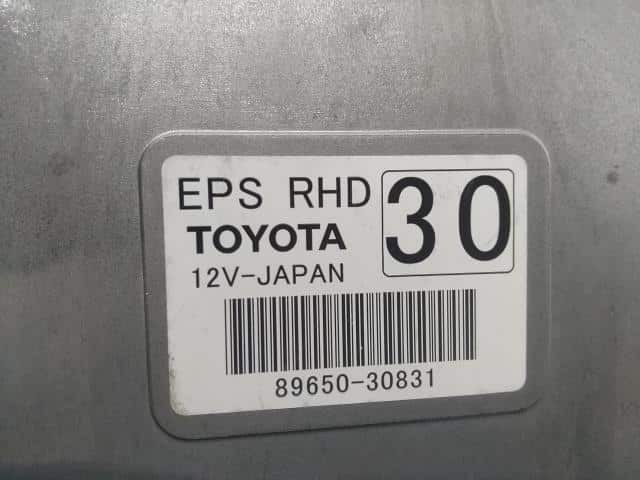 EPS RHD 30
TOYOTA
12V-JAPAN
89650-30831